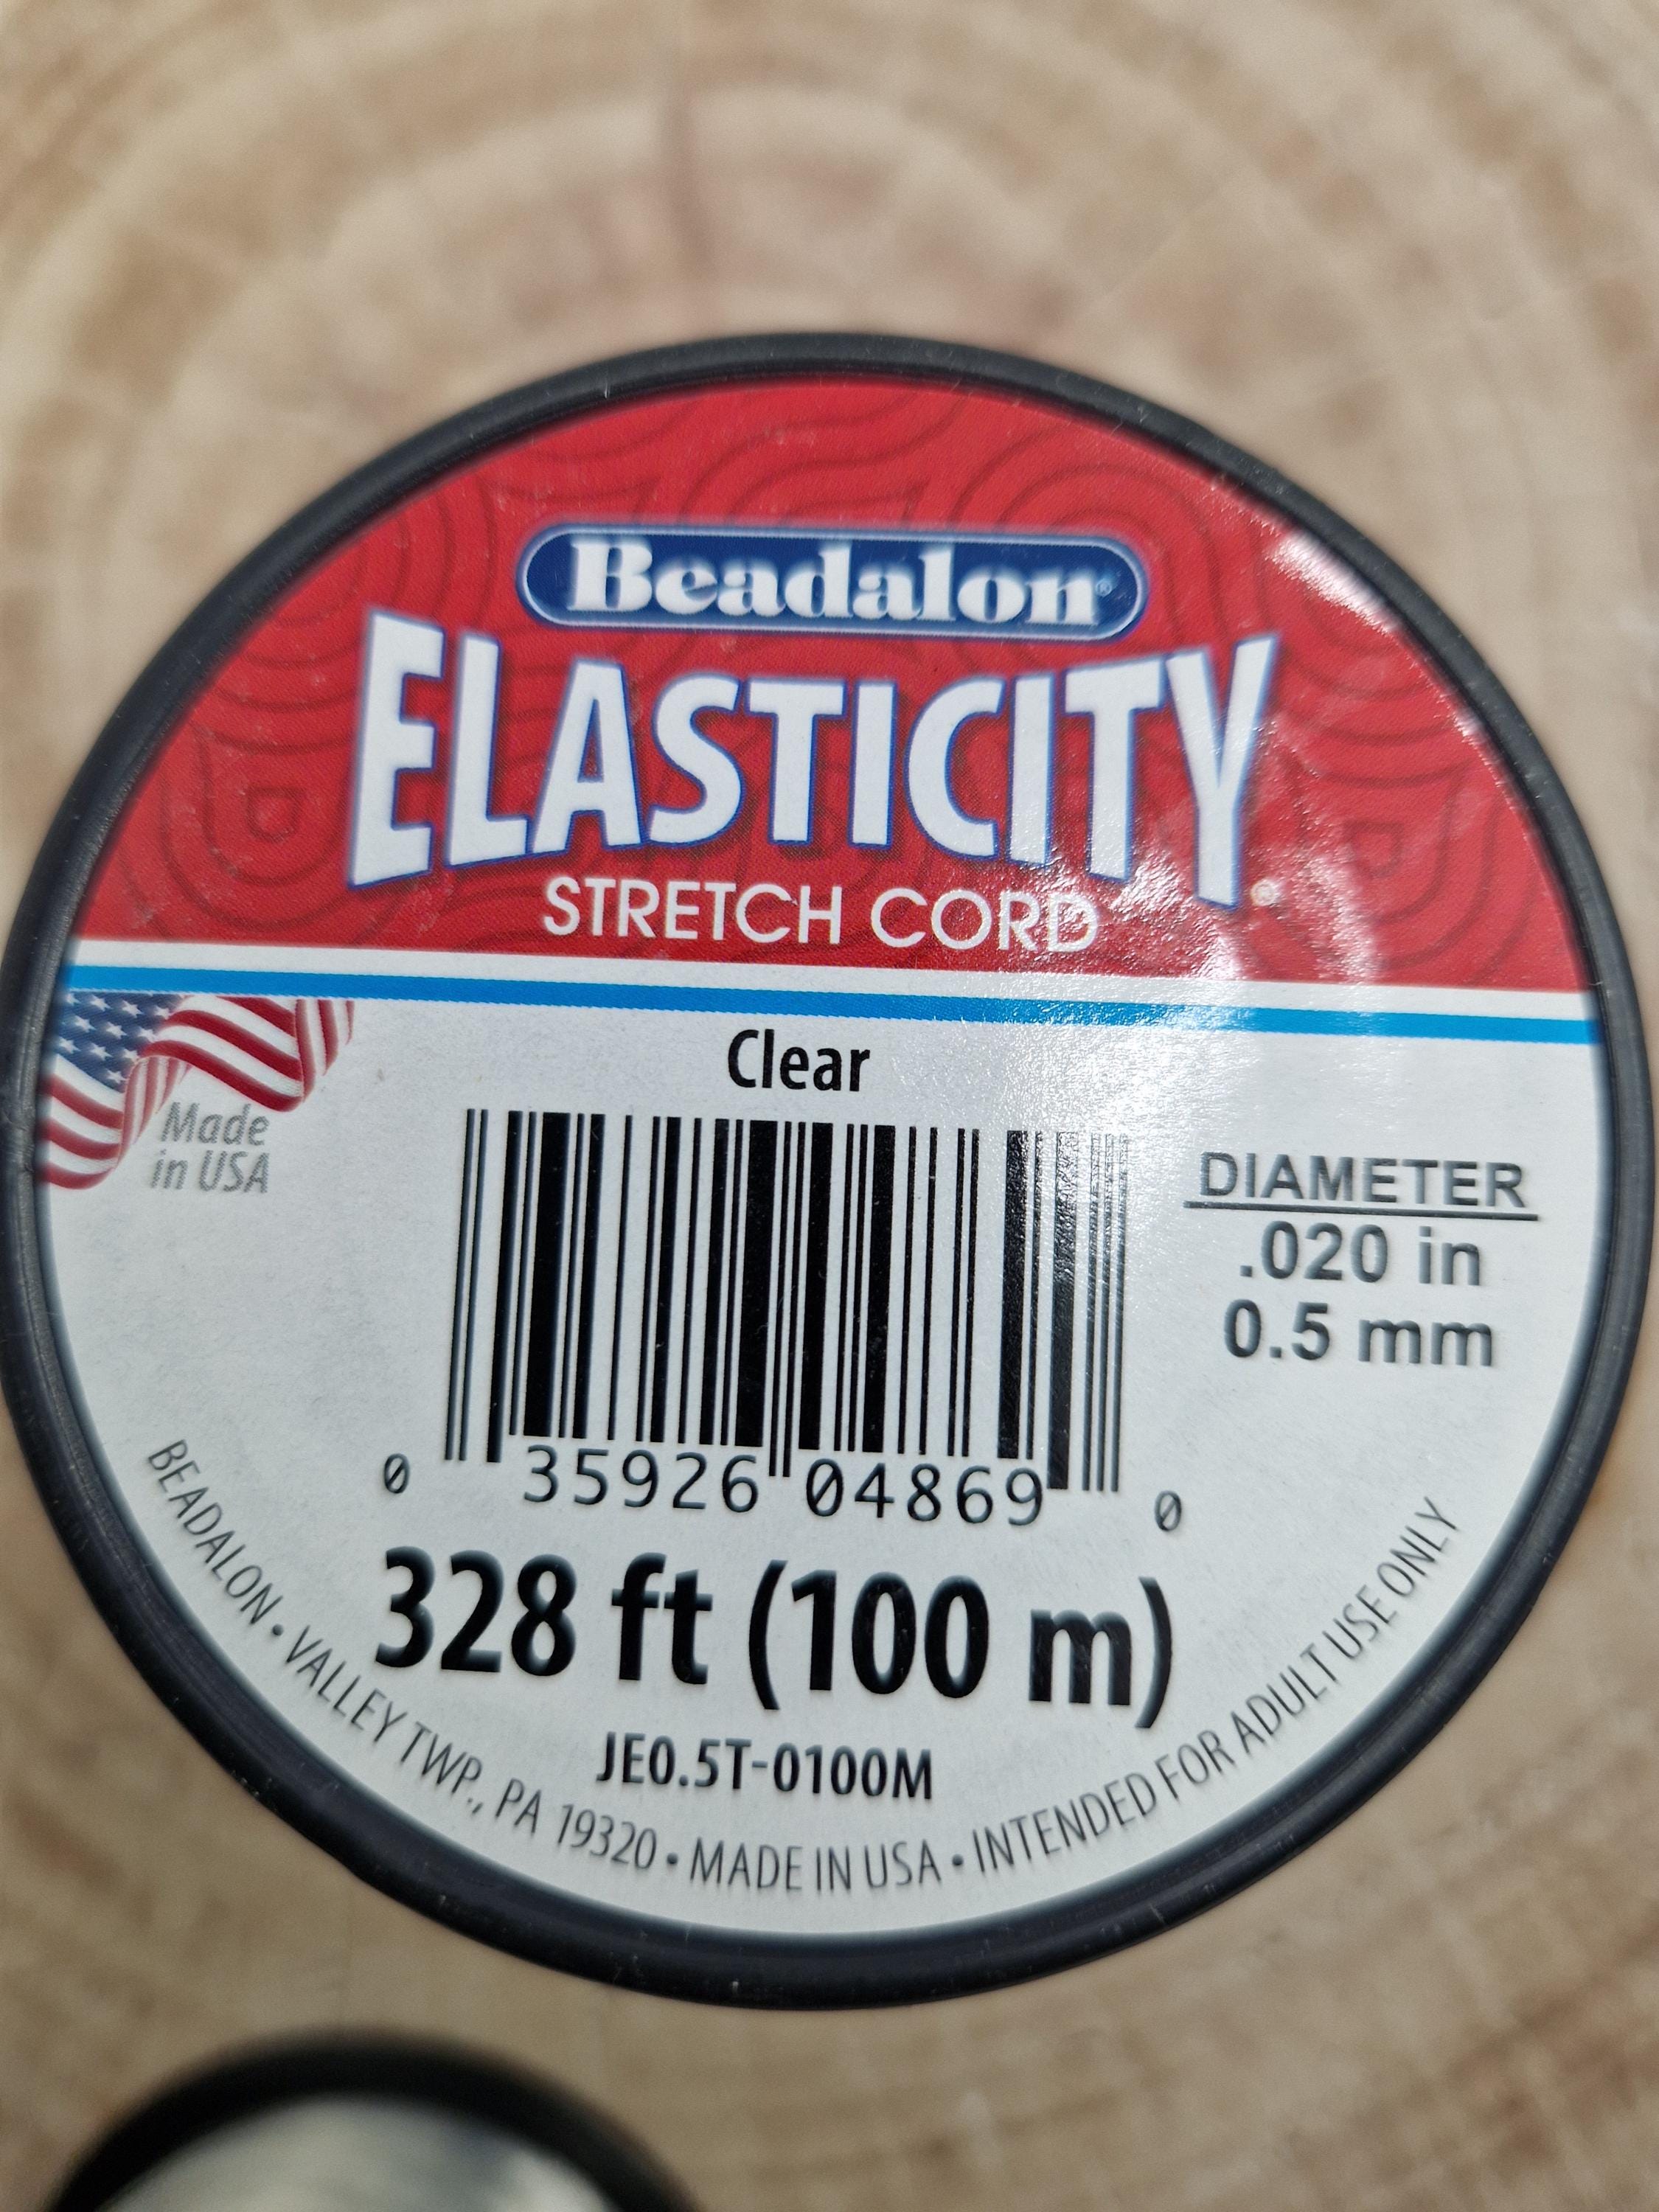 Beadalon®
ELASTICITY
STRETCH CORD
Clear
Made
in USA
DIAMETER
.020 in
0.5 mm
0 35926 04869 0
328 ft (100 m)
JE0.5T-0100M
BEADALON • VALLEY TWP., PA 19320 • MADE IN USA • INTENDED FOR ADULT USE ONLY